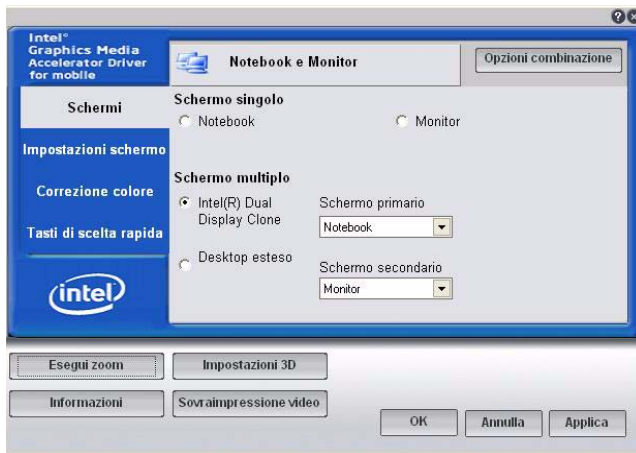 Intel®
Graphics Media
Accelerator Driver
for mobile
Notebook e Monitor
Opzioni combinazione
Schermi
Impostazioni schermo
Correzione colore
Tasti di scelta rapida
intel
Schermo singolo
Notebook
Monitor
Schermo multiplo
Intel(R) Dual
Display Clone
Schermo primario
Notebook
Desktop esteso
Schermo secondario
Monitor
Esegui zoom
Impostazioni 3D
Informazioni
Sovraimpressione video
OK
Annulla
Applica